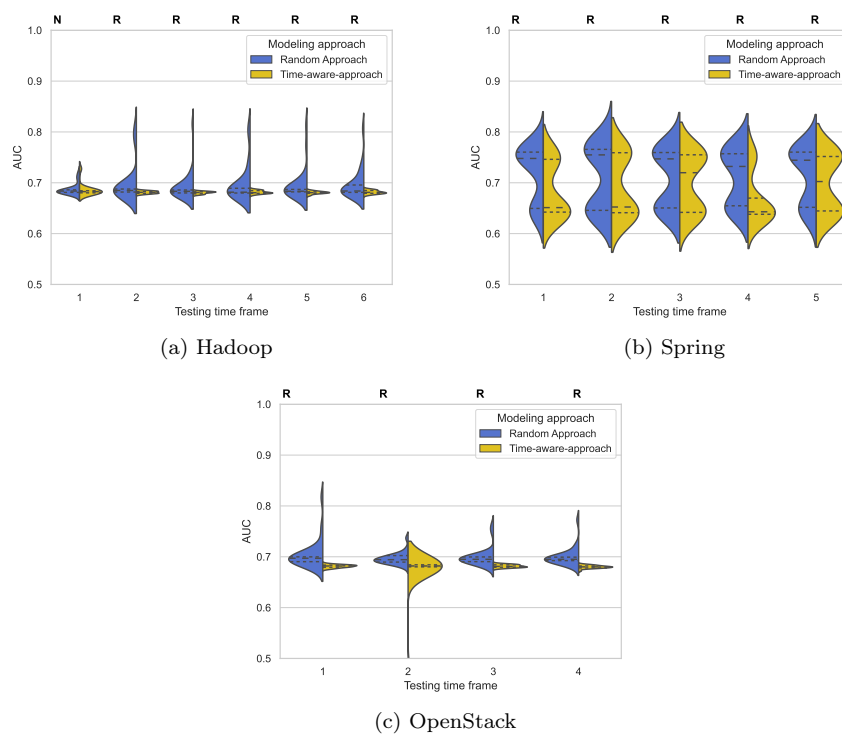 N R R R R R
1.0
0.9
0.8
0.7
0.6
0.5
AUC
Modeling approach
Random Approach
Time-aware-approach
1 2 3 4 5 6
Testing time frame
(a) Hadoop
R R R R R
1.0
0.9
0.8
0.7
0.6
0.5
AUC
Modeling approach
Random Approach
Time-aware-approach
1 2 3 4 5
Testing time frame
(b) Spring
R R R R
1.0
0.9
0.8
0.7
0.6
0.5
AUC
Modeling approach
Random Approach
Time-aware-approach
1 2 3 4
Testing time frame
(c) OpenStack